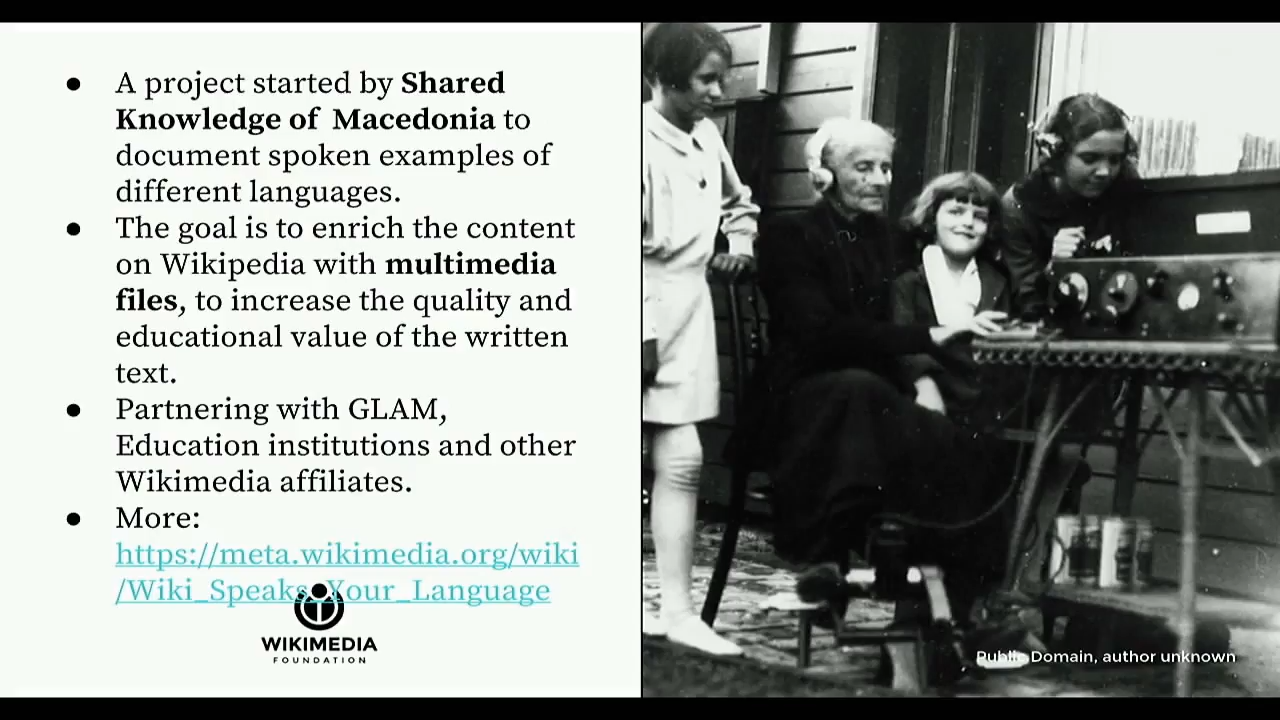 ● A project started by Shared
Knowledge of Macedonia to
document spoken examples of
different languages.
● The goal is to enrich the content
on Wikipedia with multimedia
files, to increase the quality and
educational value of the written
text.
● Partnering with GLAM,
Education institutions and other
Wikimedia affiliates.
● More:
https://meta.wikimedia.org/wiki
/Wiki_Speaks_Your_Language
WIKIMEDIA
FOUNDATION
Public Domain, author unknown